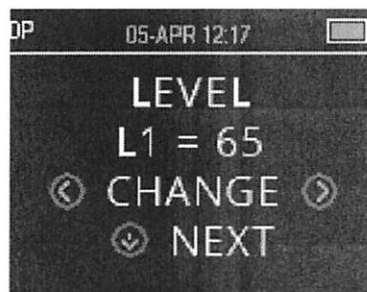 DP 05-APR 12:17
LEVEL
L1 = 65
CHANGE
NEXT